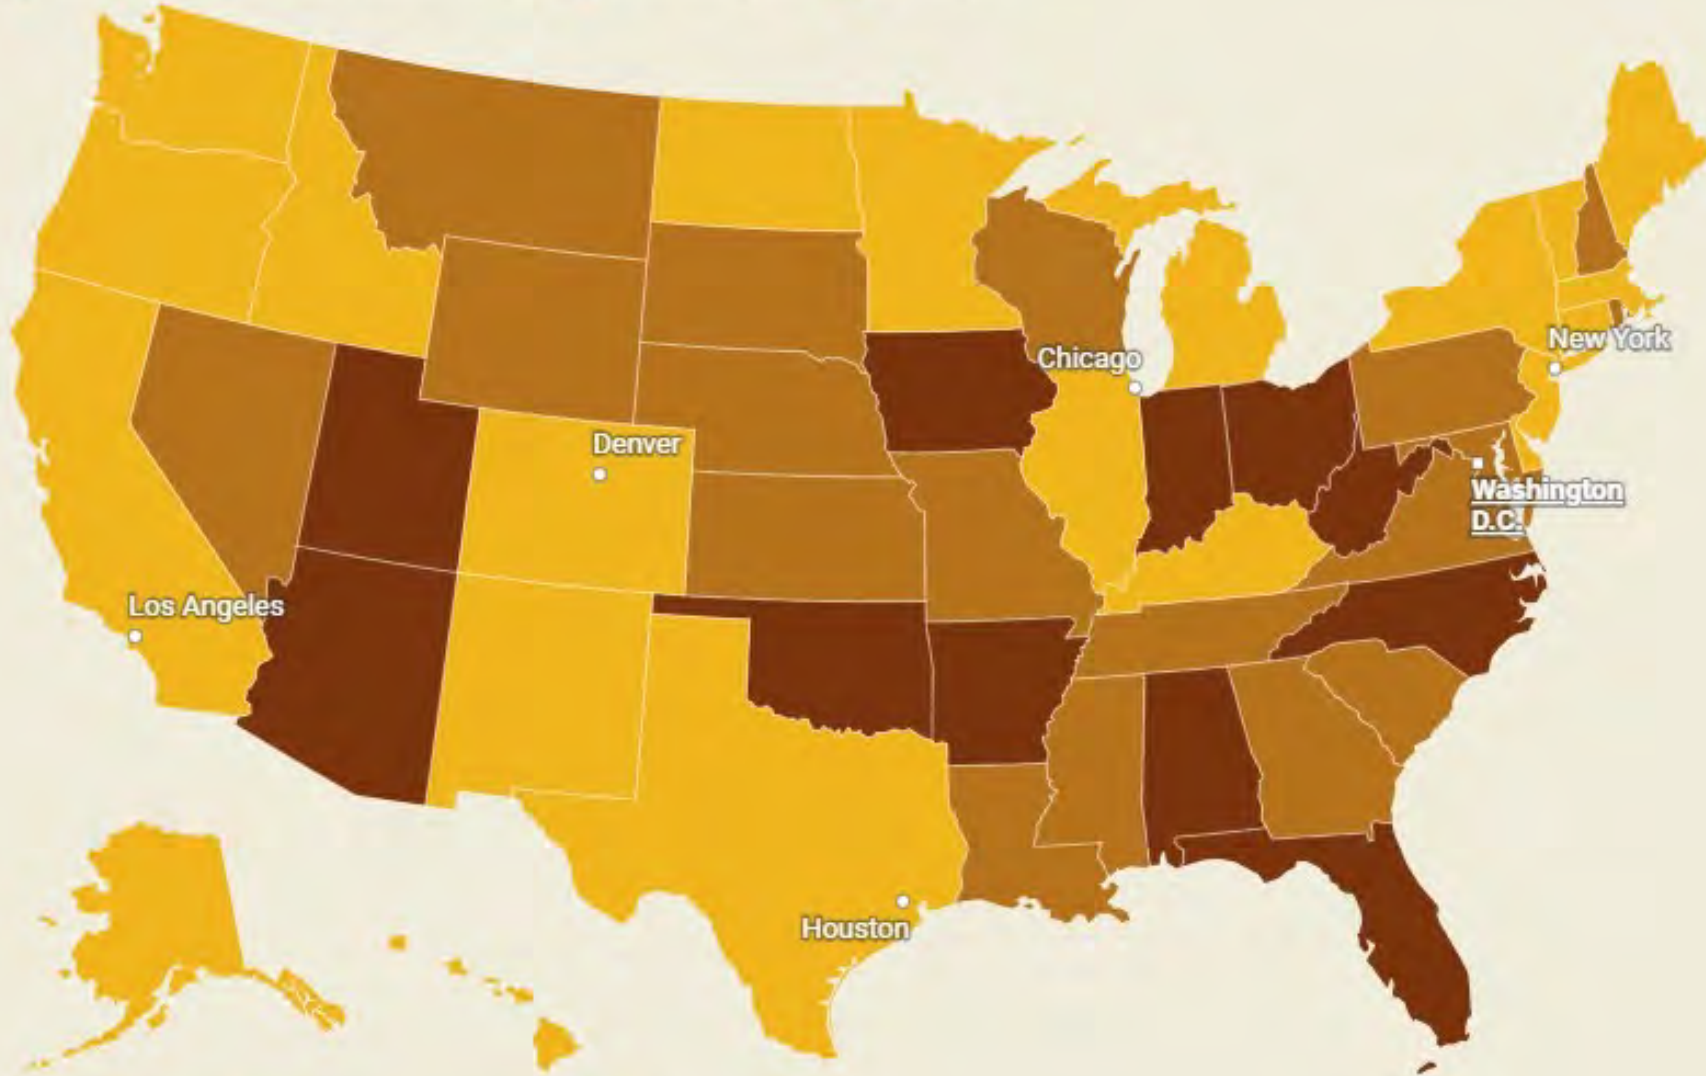 New York
Chicago
Denver
Washington
D.C.
Los Angeles
Houston